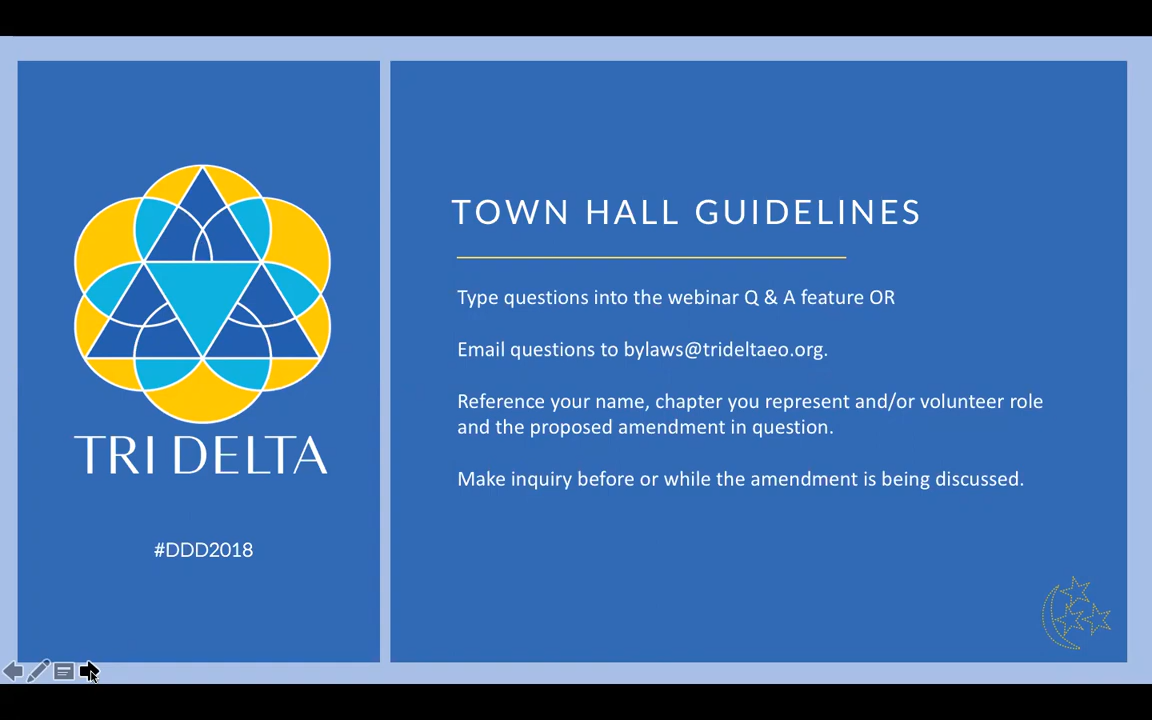 TRI DELTA
#DDD2018
TOWN HALL GUIDELINES
Type questions into the webinar Q & A feature OR
Email questions to bylaws@trideltaeo.org.
Reference your name, chapter you represent and/or volunteer role
and the proposed amendment in question.
Make inquiry before or while the amendment is being discussed.